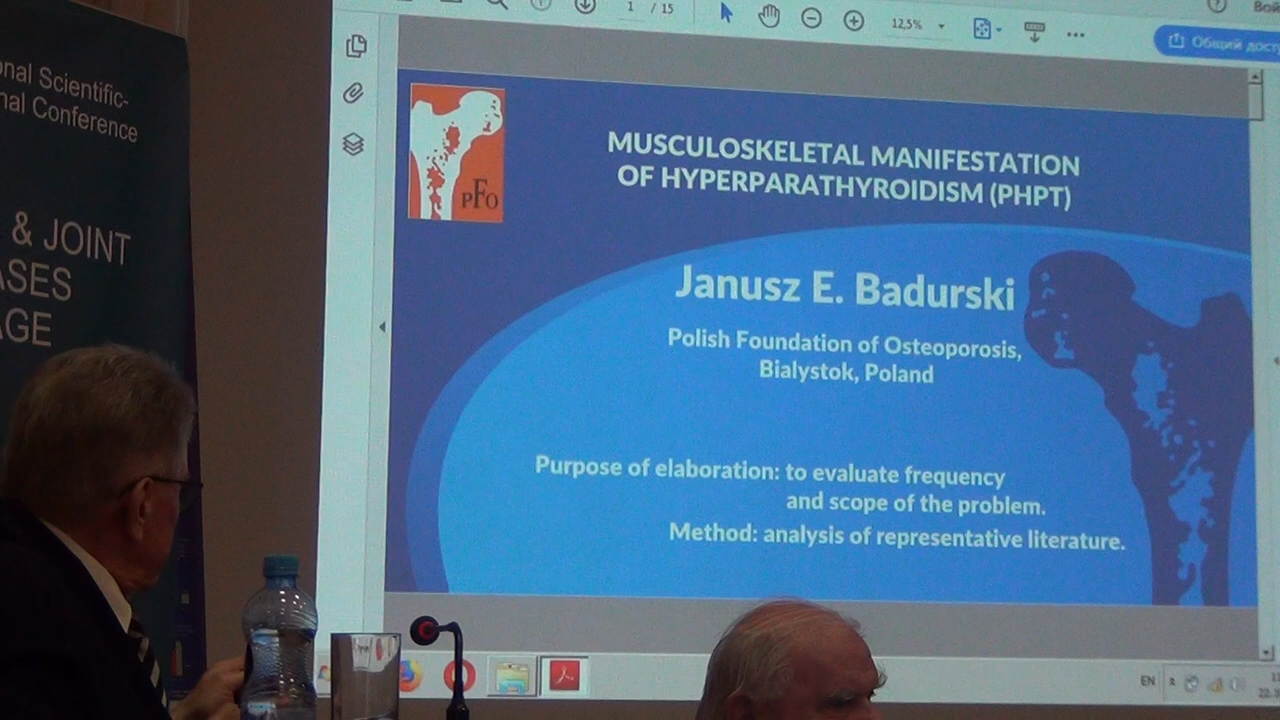 onal Scientific-
nal Conference
& JOINT
ASES
AGE
1 / 15
12,5%
Общий дост
MUSCULOSKELETAL MANIFESTATION
OF HYPERPARATHYROIDISM (PHPT)
PFO
Janusz E. Badurski
Polish Foundation of Osteoporosis,
Bialystok, Poland
Purpose of elaboration: to evaluate frequency
and scope of the problem.
Method: analysis of representative literature.
EN